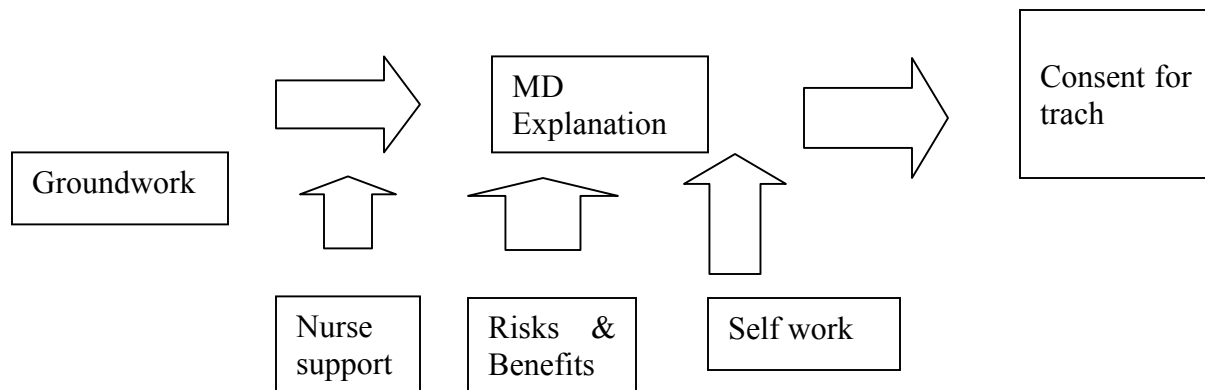 Groundwork
MD
Explanation
Consent for
trach
Nurse
support
Risks &
Benefits
Self work